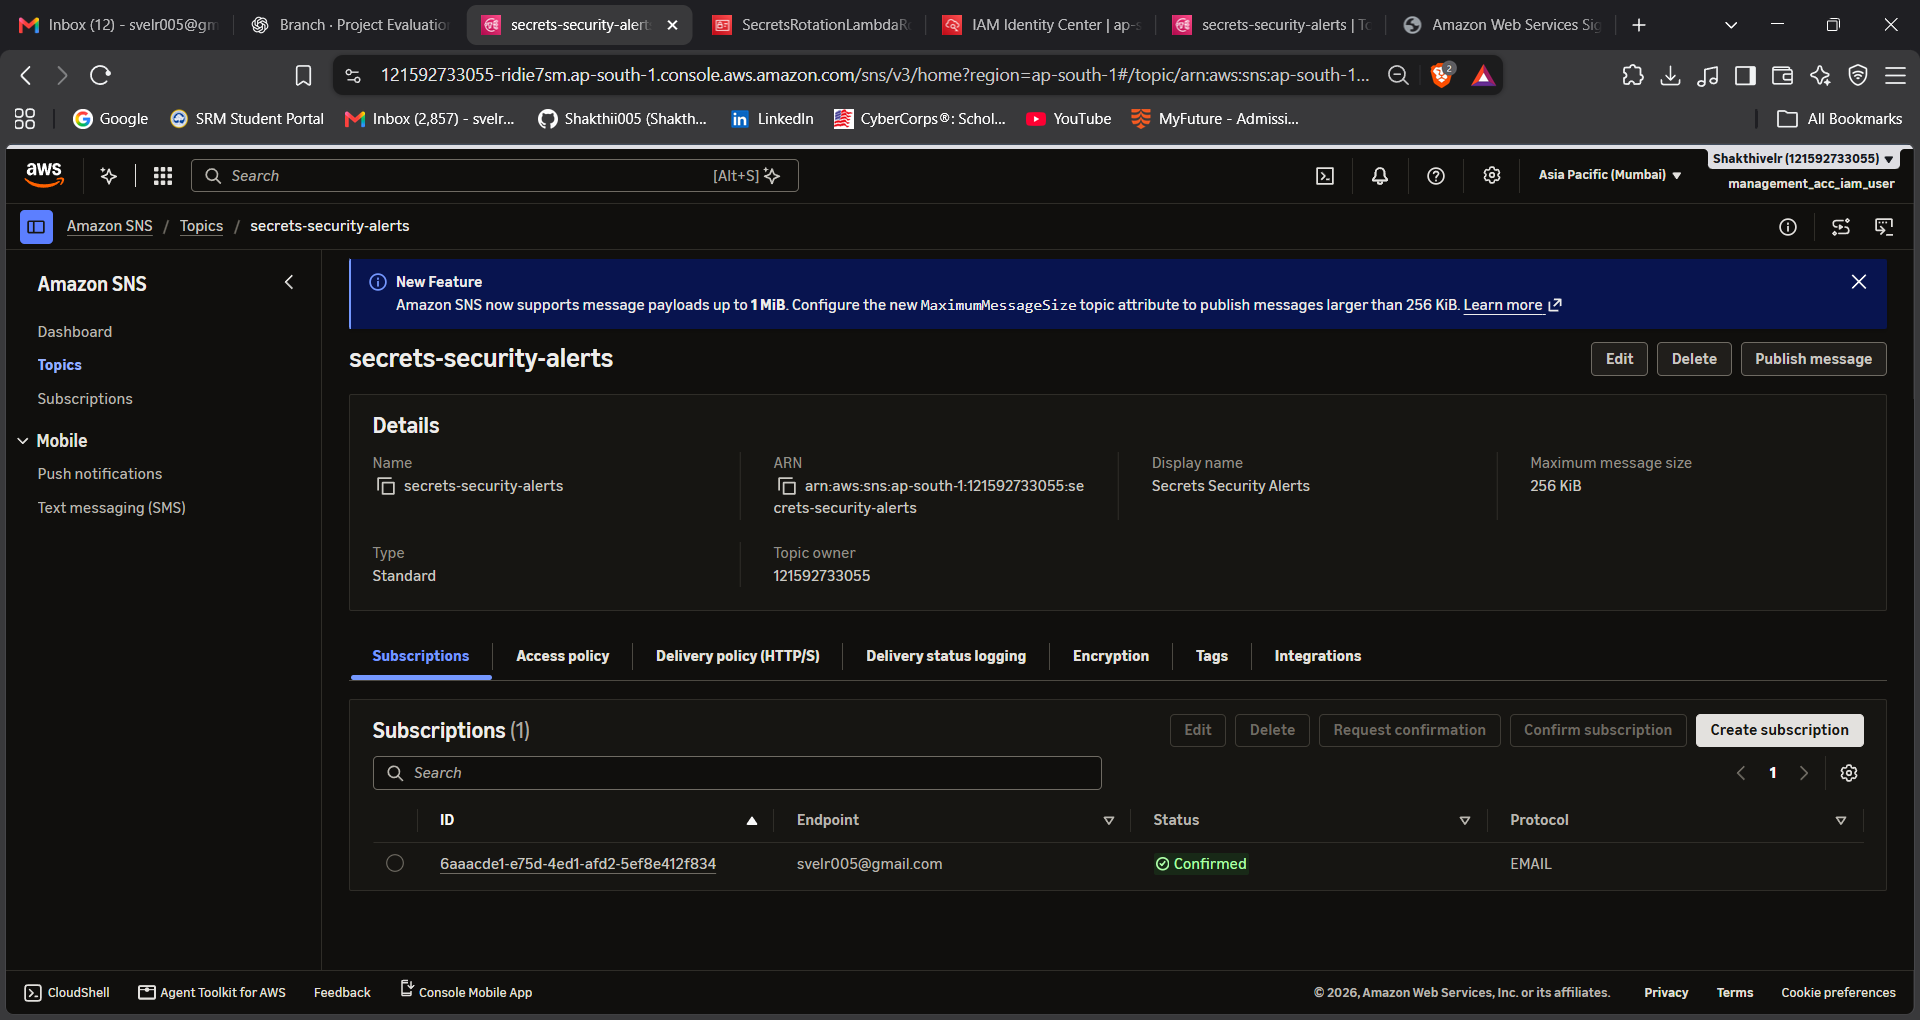 Inbox (12) - svelr005@gm
Branch · Project Evaluation
secrets-security-alert
SecretsRotationLambdaR
IAM Identity Center | ap-s
secrets-security-alerts | To
Amazon Web Services Sig
121592733055-ridie7sm.ap-south-1.console.aws.amazon.com/sns/v3/home?region=ap-south-1#/topic/arn:aws:sns:ap-south-1...
2
Google
SRM Student Portal
Inbox (2,857) - svelr...
Shakthii005 (Shakth...
LinkedIn
CyberCorps®: Schol...
YouTube
MyFuture - Admissi...
All Bookmarks
aws
Search
[Alt+S]
Asia Pacific (Mumbai)
Shakthivelr (121592733055)
management_acc_iam_user
Amazon SNS / Topics / secrets-security-alerts
Amazon SNS
Dashboard
Topics
Subscriptions
Mobile
Push notifications
Text messaging (SMS)
New Feature
Amazon SNS now supports message payloads up to 1 MiB. Configure the new MaximumMessageSize topic attribute to publish messages larger than 256 KiB. Learn more
secrets-security-alerts
Edit
Delete
Publish message
Details
Name
secrets-security-alerts
ARN
arn:aws:sns:ap-south-1:121592733055:se
crets-security-alerts
Display name
Secrets Security Alerts
Maximum message size
256 KiB
Type
Standard
Topic owner
121592733055
Subscriptions
Access policy
Delivery policy (HTTP/S)
Delivery status logging
Encryption
Tags
Integrations
Subscriptions (1)
Edit
Delete
Request confirmation
Confirm subscription
Create subscription
Search
1
ID
Endpoint
Status
Protocol
6aaacde1-e75d-4ed1-afd2-5ef8e412f834
svelr005@gmail.com
Confirmed
EMAIL
CloudShell
Agent Toolkit for AWS
Feedback
Console Mobile App
© 2026, Amazon Web Services, Inc. or its affiliates.
Privacy
Terms
Cookie preferences